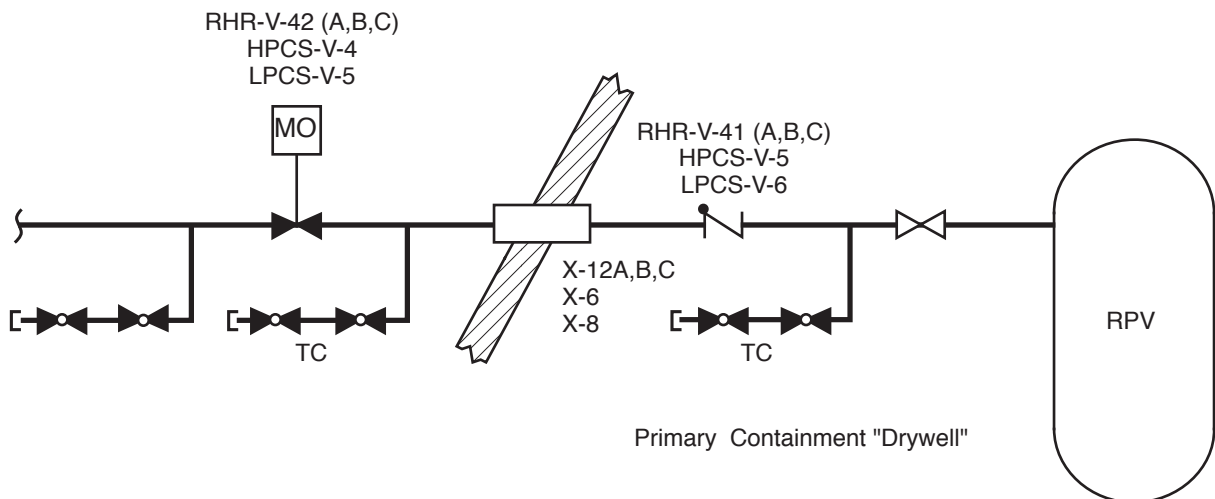 RHR-V-42 (A,B,C)
HPCS-V-4
LPCS-V-5
MO
RHR-V-41 (A,B,C)
HPCS-V-5
LPCS-V-6
X-12A,B,C
X-6
X-8
RPV
TC
TC
Primary Containment "Drywell"